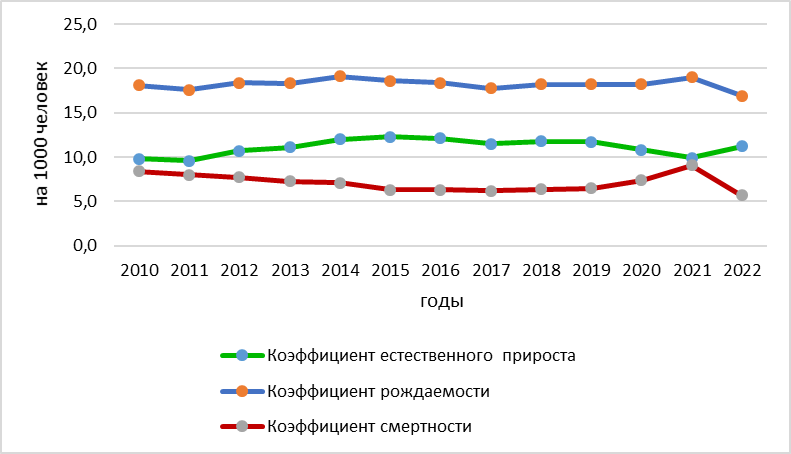 25,0
20,0
15,0
10,0
5,0
0,0
на 1000 человек
2010 2011 2012 2013 2014 2015 2016 2017 2018 2019 2020 2021 2022
годы
Коэффициент естественного прироста
Коэффициент рождаемости
Коэффициент смертности